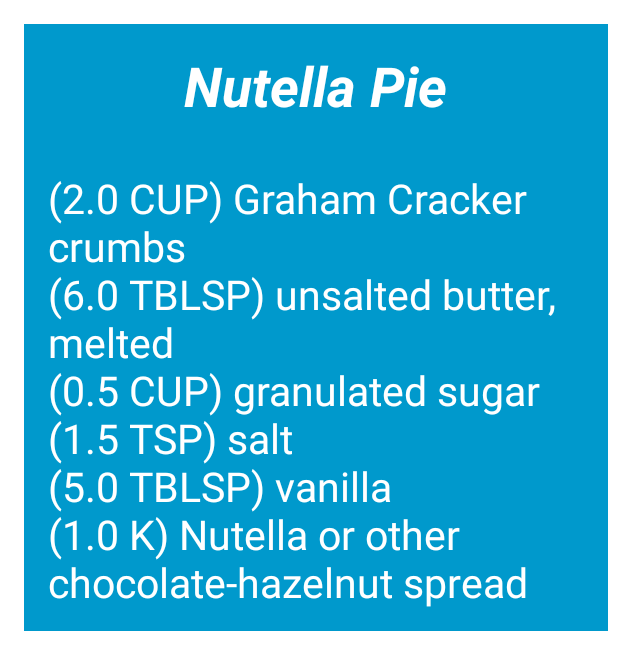 Nutella Pie
(2.0 CUP) Graham Cracker
crumbs
(6.0 TBLSP) unsalted butter,
melted
(0.5 CUP) granulated sugar
(1.5 TSP) salt
(5.0 TBLSP) vanilla
(1.0 K) Nutella or other
chocolate-hazelnut spread